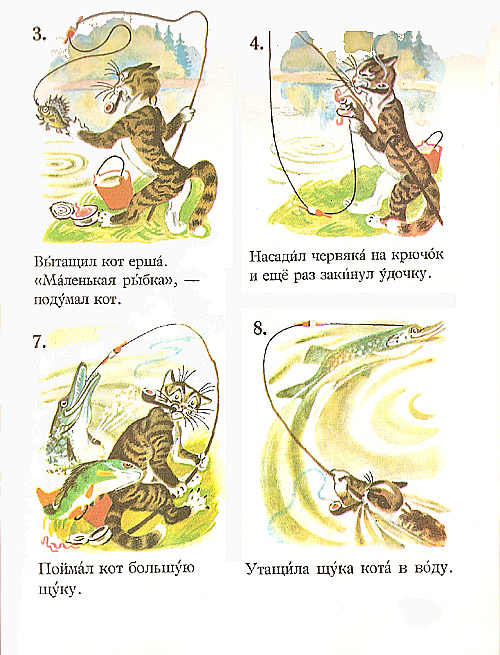 3.
Вы́тащил кот ерша́.
«Ма́ленькая ры́бка», —
поду́мал кот.
4.
Насади́л червяка́ на крючо́к
и ещё раз заки́нул у́дочку.
7.
Пойма́л кот большу́ю
щу́ку.
8.
Утащи́ла щу́ка кота́ в во́ду.